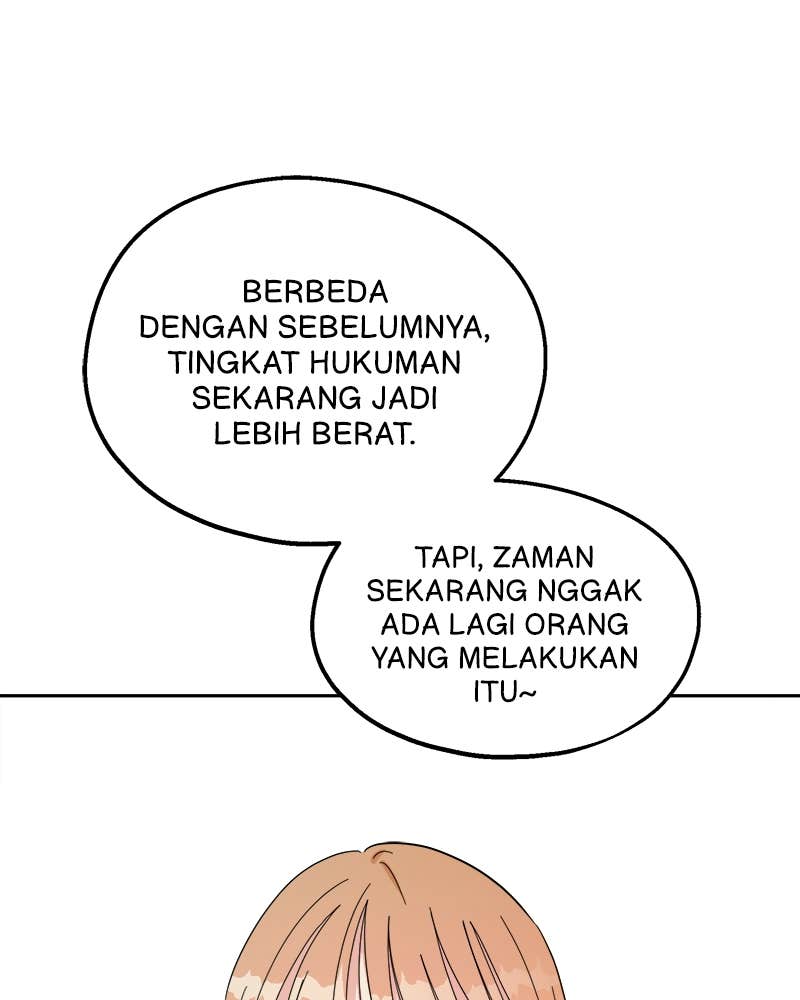 BERBEDA
DENGAN SEBELUMNYA,
TINGKAT HUKUMAN
SEKARANG JADI
LEBIH BERAT.
TAPI, ZAMAN
SEKARANG NGGAK
ADA LAGI ORANG
YANG MELAKUKAN
ITU~